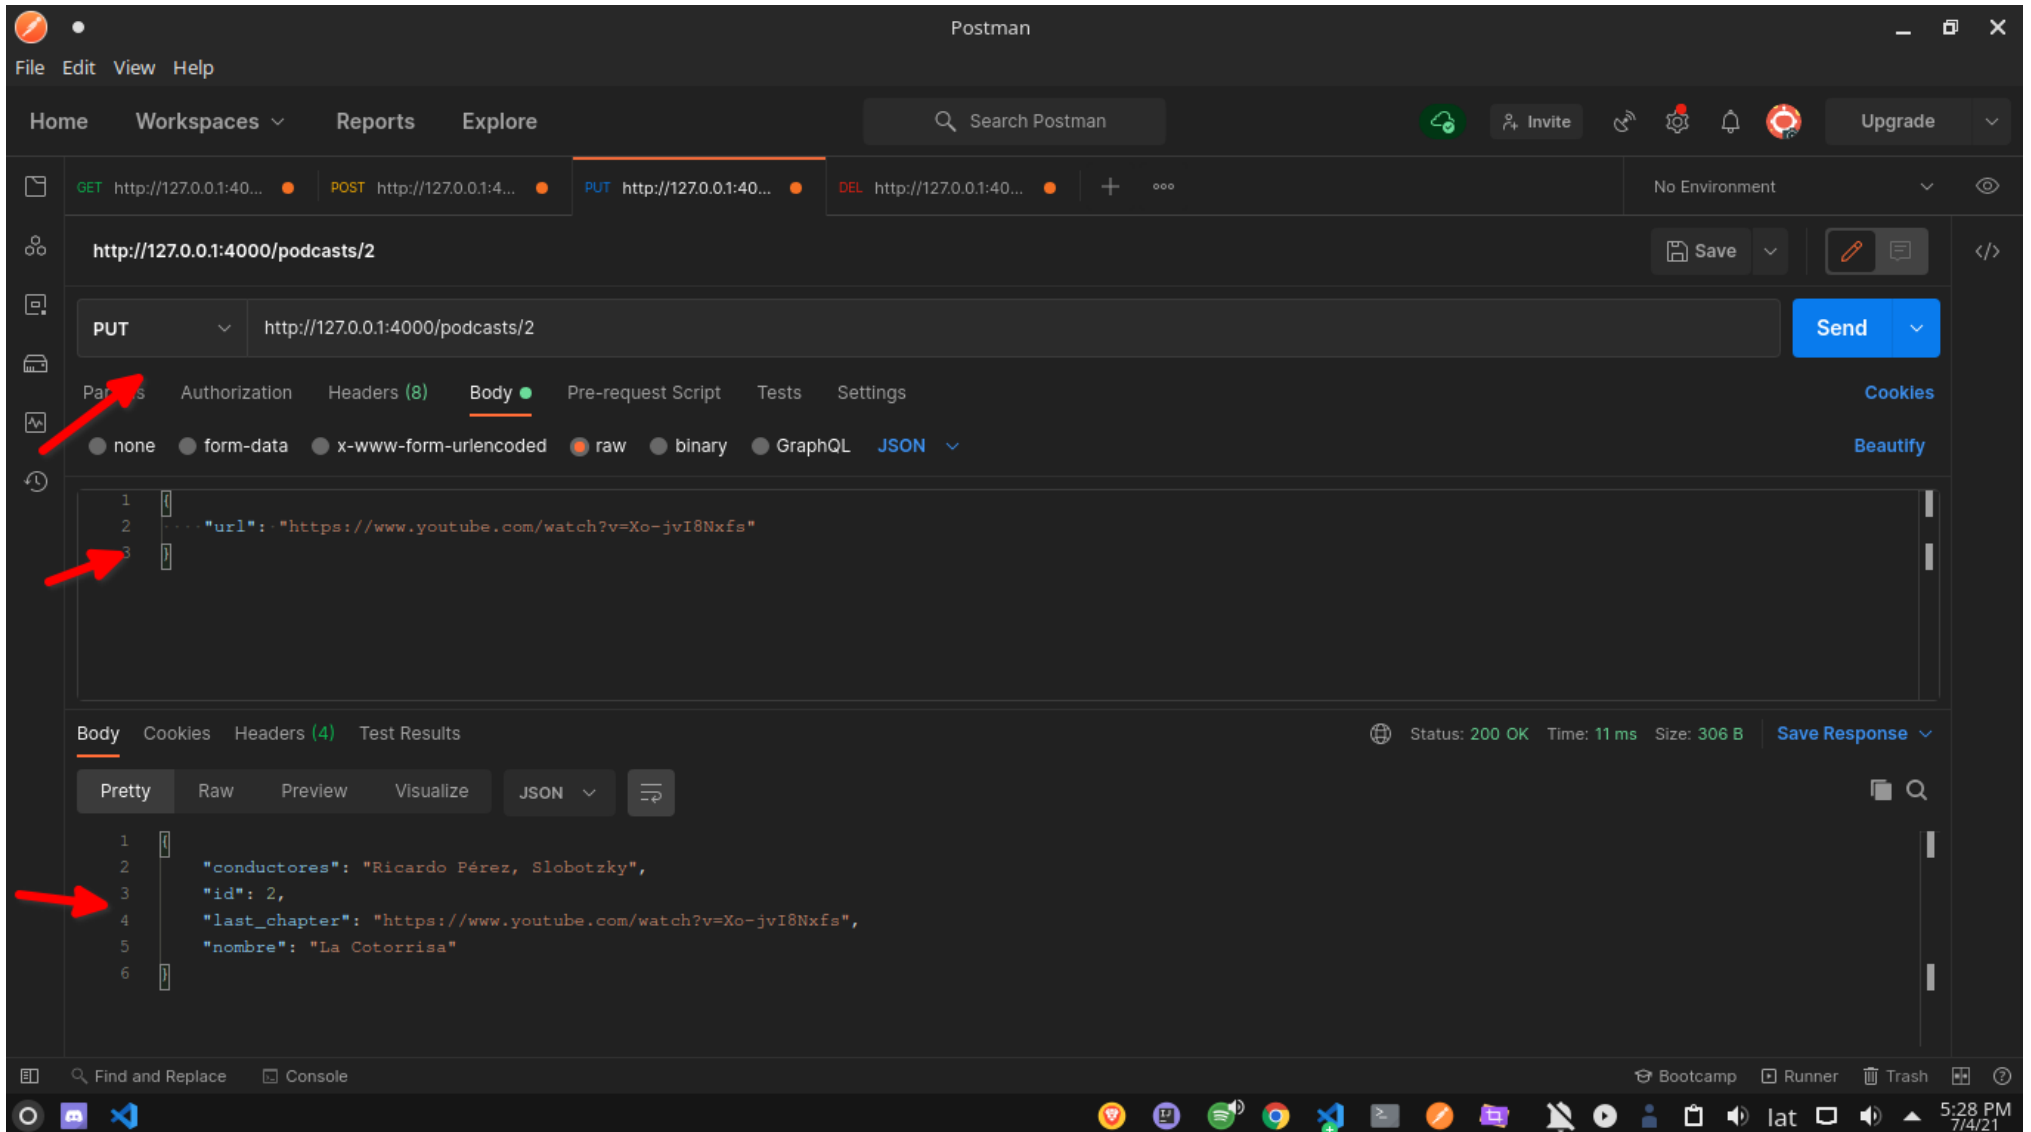 Postman
File Edit View Help
Home Workspaces Reports Explore Search Postman Invite Upgrade
GET http://127.0.0.1:40... POST http://127.0.0.1:4... PUT http://127.0.0.1:40... DEL http://127.0.0.1:40... No Environment
http://127.0.0.1:4000/podcasts/2 Save
PUT http://127.0.0.1:4000/podcasts/2 Send
Authorization Headers (8) Body Pre-request Script Tests Settings Cookies
none form-data x-www-form-urlencoded raw binary GraphQL JSON Beautify
1 {
2 "url": "https://www.youtube.com/watch?v=Xo-jvI8Nxfs"
3 }
Body Cookies Headers (4) Test Results Status: 200 OK Time: 11 ms Size: 306 B Save Response
Pretty Raw Preview Visualize JSON
1 {
2 "conductores": "Ricardo Pérez, Slobotzky",
3 "id": 2,
4 "last_chapter": "https://www.youtube.com/watch?v=Xo-jvI8Nxfs",
5 "nombre": "La Cotorrisa"
6 }
Find and Replace Console Bootcamp Runner Trash
lat 5:28 PM
7/4/21